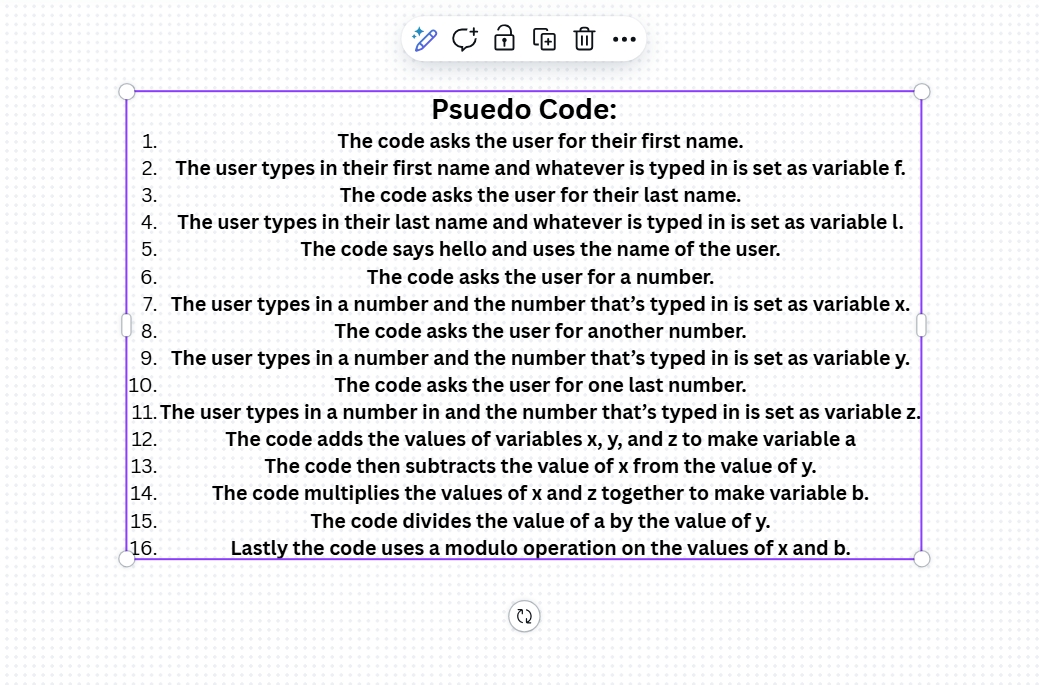 Psuedo Code:
1. The code asks the user for their first name.
2. The user types in their first name and whatever is typed in is set as variable f.
3. The code asks the user for their last name.
4. The user types in their last name and whatever is typed in is set as variable l.
5. The code says hello and uses the name of the user.
6. The code asks the user for a number.
7. The user types in a number and the number that’s typed in is set as variable x.
8. The code asks the user for another number.
9. The user types in a number and the number that’s typed in is set as variable y.
10. The code asks the user for one last number.
11. The user types in a number in and the number that’s typed in is set as variable z.
12. The code adds the values of variables x, y, and z to make variable a
13. The code then subtracts the value of x from the value of y.
14. The code multiplies the values of x and z together to make variable b.
15. The code divides the value of a by the value of y.
16. Lastly the code uses a modulo operation on the values of x and b.